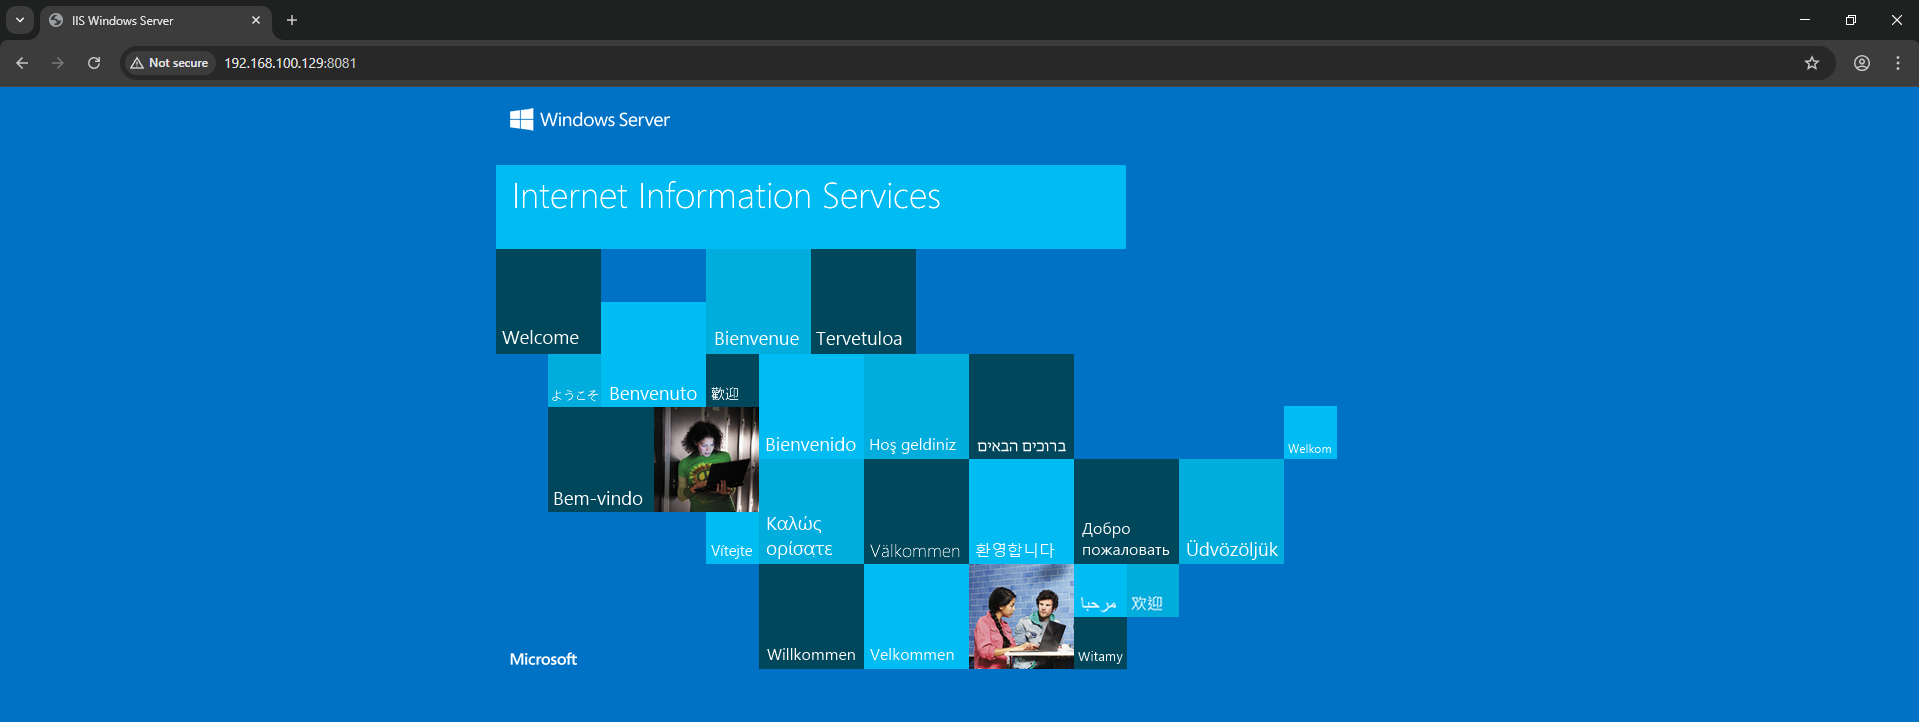 IIS Windows Server
Not secure
192.168.100.129:8081
Windows Server
Internet Information Services
Welcome
Bienvenue
Tervetuloa
ようこそ
Benvenuto
歡迎
Bienvenido
Hoş geldiniz
ברוכים הבאים
Welkom
Bem-vindo
Vítejte
Καλώς
ορίσατε
Välkommen
환영합니다
Добро
пожаловать
Üdvözöljük
مرحبا
欢迎
Willkommen
Velkommen
Witamy
Microsoft